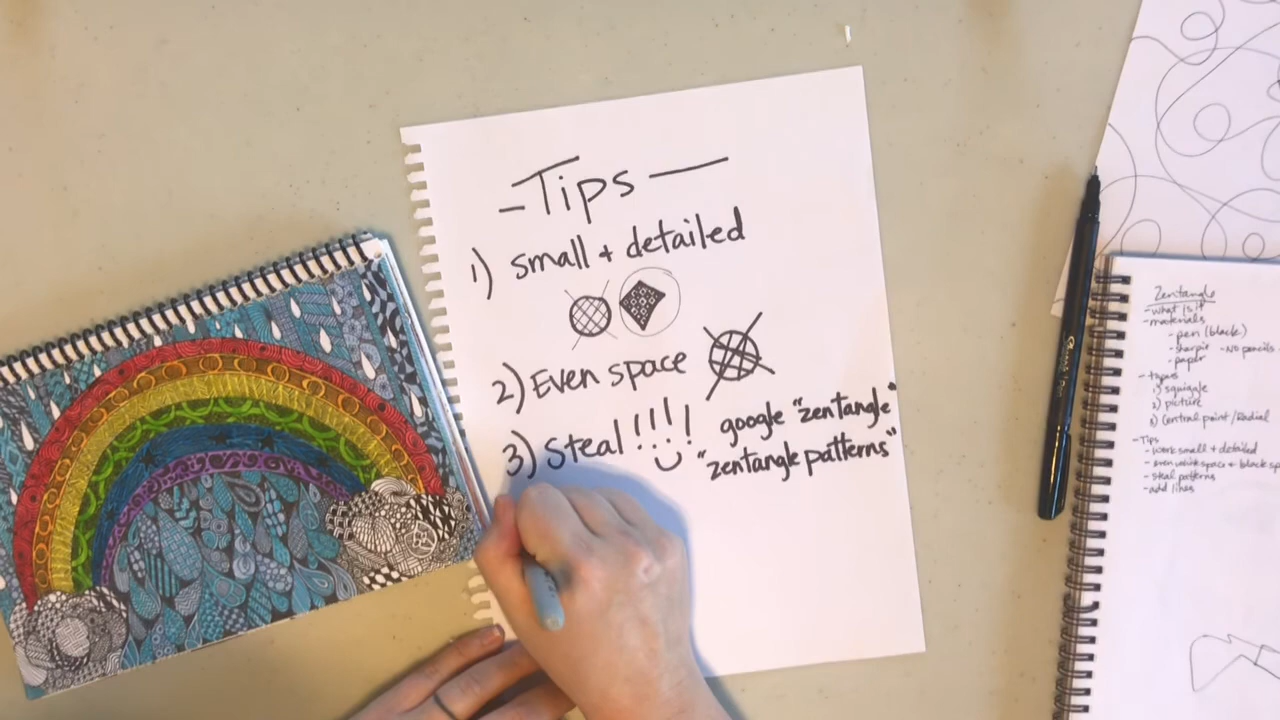 Tips
1) small + detailed
2) Even space
3) Steal!!!! google "zentangle"
"zentangle patterns"
Zentangle
- what is it
- materials
- pen (black)
- sharpie - No pencils
- paper
- types
1) squiggle
2) picture
3) Central point/Radial
- Tips
- work small + detailed
- even white space + black sp
- steal patterns
- add lines